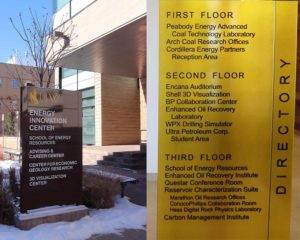 ENERGY
INNOVATION
CENTER
SCHOOL OF ENERGY
RESOURCES
ADVISING &
CAREER CENTER
CENTER FOR ECONOMIC
GEOLOGY RESEARCH
3D VISUALIZATION
CENTER
FIRST FLOOR
Peabody Energy Advanced
Coal Technology Laboratory
Arch Coal Research Offices
Cordillera Energy Partners
Reception Area
SECOND FLOOR
Encana Auditorium
Shell 3D Visualization
BP Collaboration Center
Enhanced Oil Recovery
Laboratory
WPX Drilling Simulator
Ultra Petroleum Corp.
Student Area
THIRD FLOOR
School of Energy Resources
Enhanced Oil Recovery Institute
Questar Conference Room
Reservoir Characterization Suite
Marathon Oil Research Offices
ConocoPhillips Collaboration Room
Hess Digital Rock Physics Laboratory
Carbon Management Institute
DIRECTORY